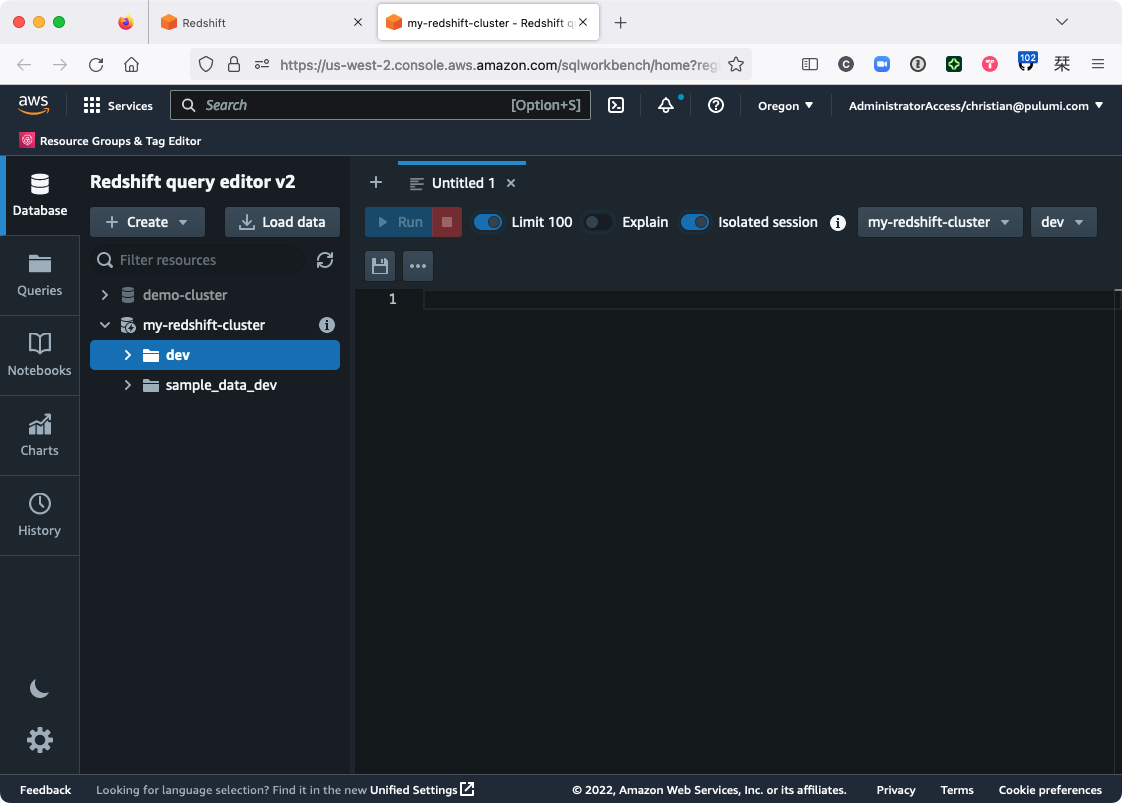 Redshift
my-redshift-cluster - Redshift q
https://us-west-2.console.aws.amazon.com/sqlworkbench/home?reg
C
T
102
aws
Services
Search
[Option+S]
Oregon
AdministratorAccess/christian@pulumi.com
Resource Groups & Tag Editor
Database
Queries
Notebooks
Charts
History
Redshift query editor v2
Create
Load data
Filter resources
demo-cluster
my-redshift-cluster
dev
sample_data_dev
Untitled 1
Run
Limit 100
Explain
Isolated session
my-redshift-cluster
dev
1
Feedback
Looking for language selection? Find it in the new Unified Settings
© 2022, Amazon Web Services, Inc. or its affiliates.
Privacy
Terms
Cookie preferences